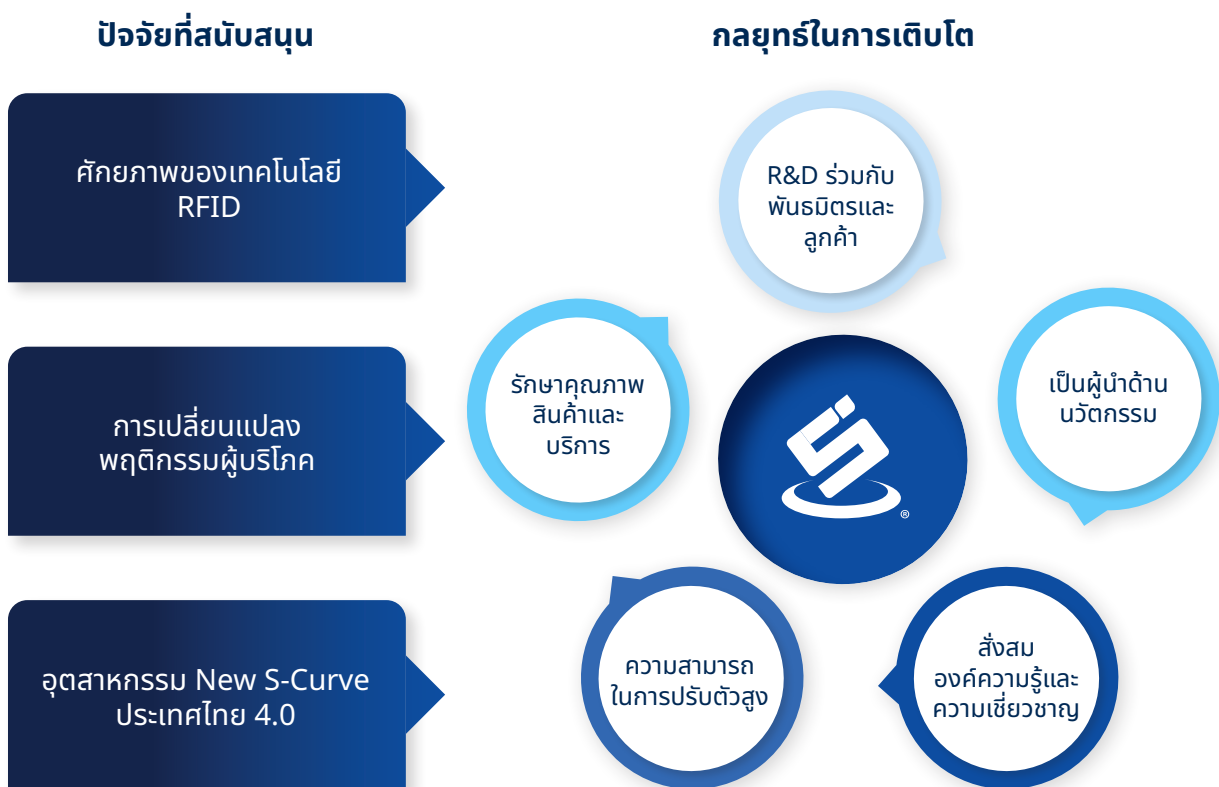 ปัจจัยที่สนับสนุน
ศักยภาพของเทคโนโลยี
RFID
การเปลี่ยนแปลง
พฤติกรรมผู้บริโภค
อุตสาหกรรม New S-Curve
ประเทศไทย 4.0
กลยุทธ์ในการเติบโต
R&D ร่วมกับ
พันธมิตรและ
ลูกค้า
เป็นผู้นำด้าน
นวัตกรรม
สั่งสม
องค์ความรู้และ
ความเชี่ยวชาญ
ความสามารถ
ในการปรับตัวสูง
รักษาคุณภาพ
สินค้าและ
บริการ
®